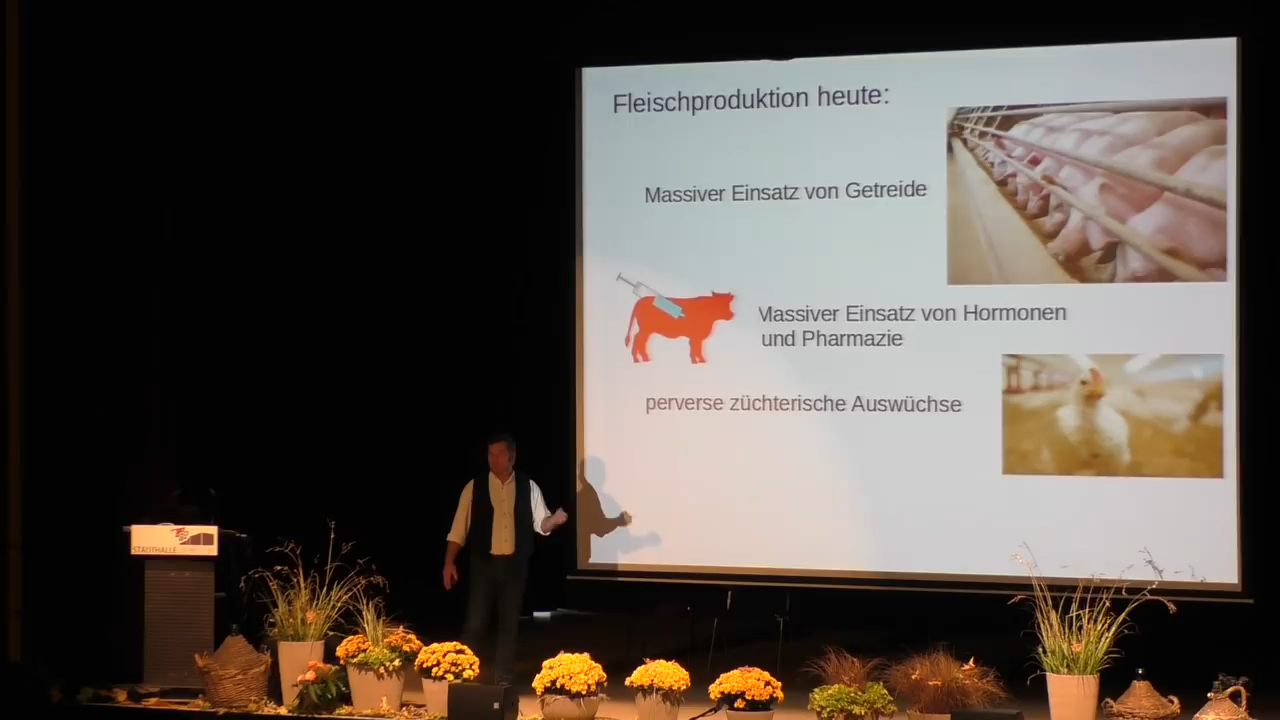 Fleischproduktion heute:
Massiver Einsatz von Getreide
Massiver Einsatz von Hormonen
und Pharmazie
perverse züchterische Auswüchse
STADTHALLE